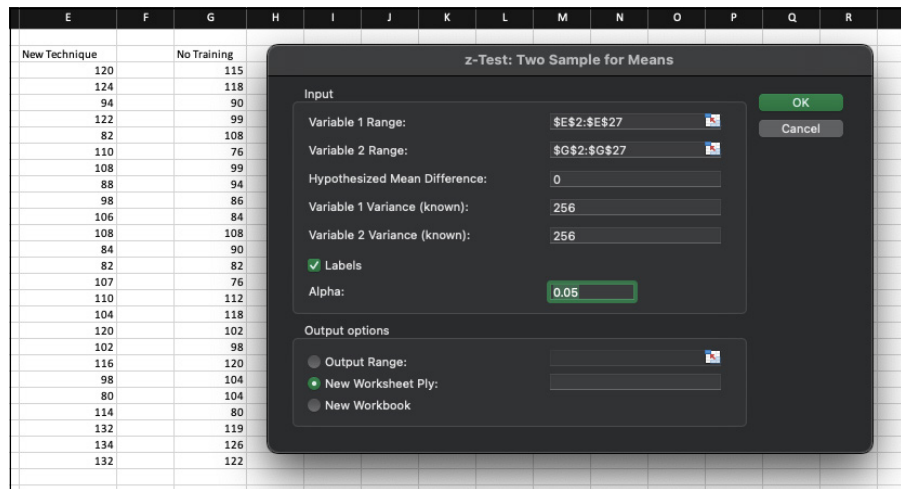 E F G H I J K L M N O P Q R
New Technique No Training
120 115
124 118
94 90
122 99
82 108
110 76
108 99
88 94
98 86
106 84
108 108
84 90
82 82
107 76
110 112
104 118
120 102
102 98
116 120
98 104
80 104
114 80
132 119
134 126
132 122
z-Test: Two Sample for Means
Input
Variable 1 Range: $E$2:$E$27
Variable 2 Range: $G$2:$G$27
Hypothesized Mean Difference: 0
Variable 1 Variance (known): 256
Variable 2 Variance (known): 256
Labels
Alpha: 0.05
Output options
Output Range:
New Worksheet Ply:
New Workbook
OK
Cancel